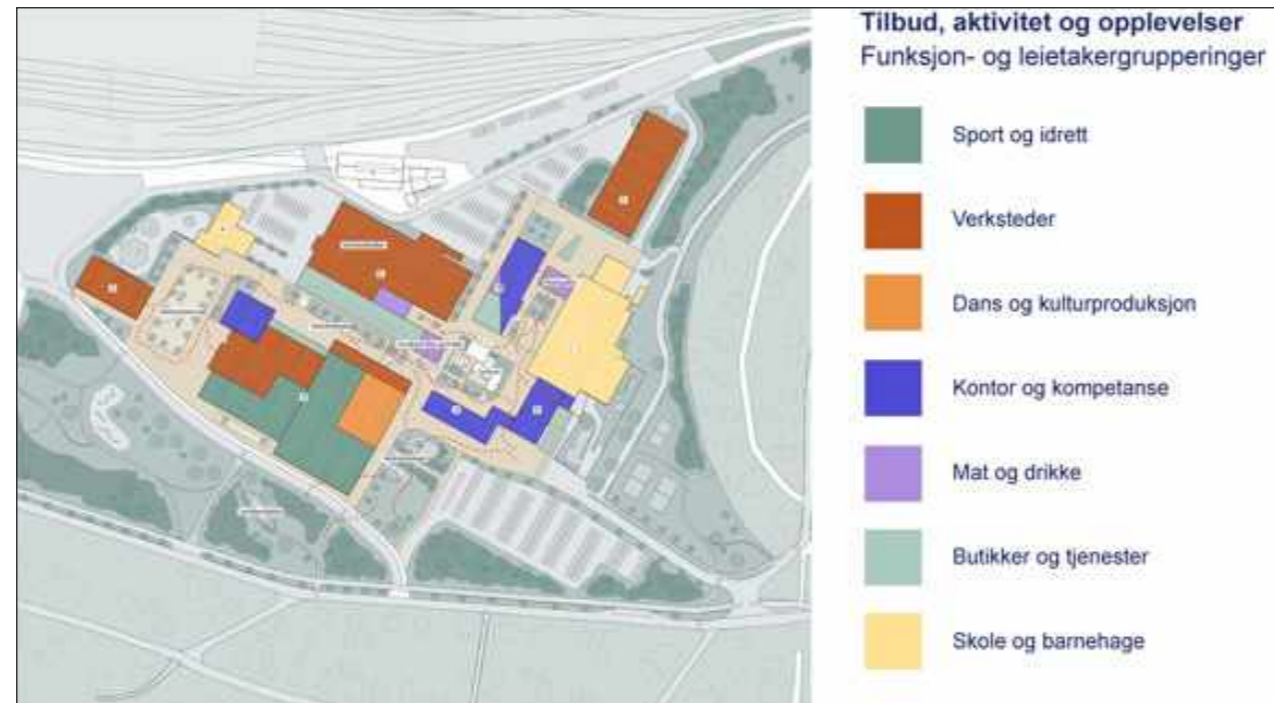 Tilbud, aktivitet og opplevelser
Funksjon- og leietakergrupperinger
Sport og idrett
Verksteder
Dans og kulturproduksjon
Kontor og kompetanse
Mat og drikke
Butikker og tjenester
Skole og barnehage